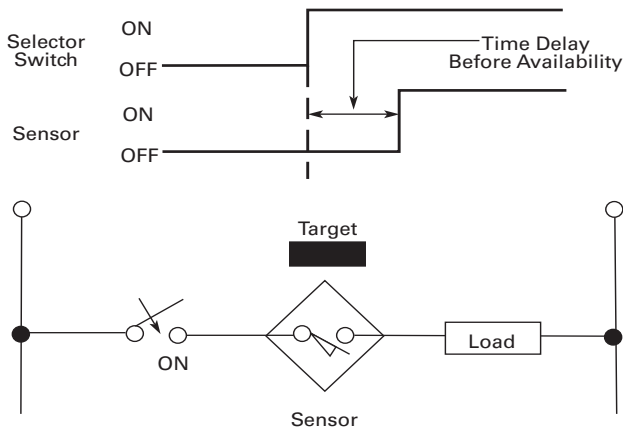 Selector
Switch
ON
OFF
Time Delay
Before Availability
Sensor
ON
OFF
Target
ON
Load
Sensor